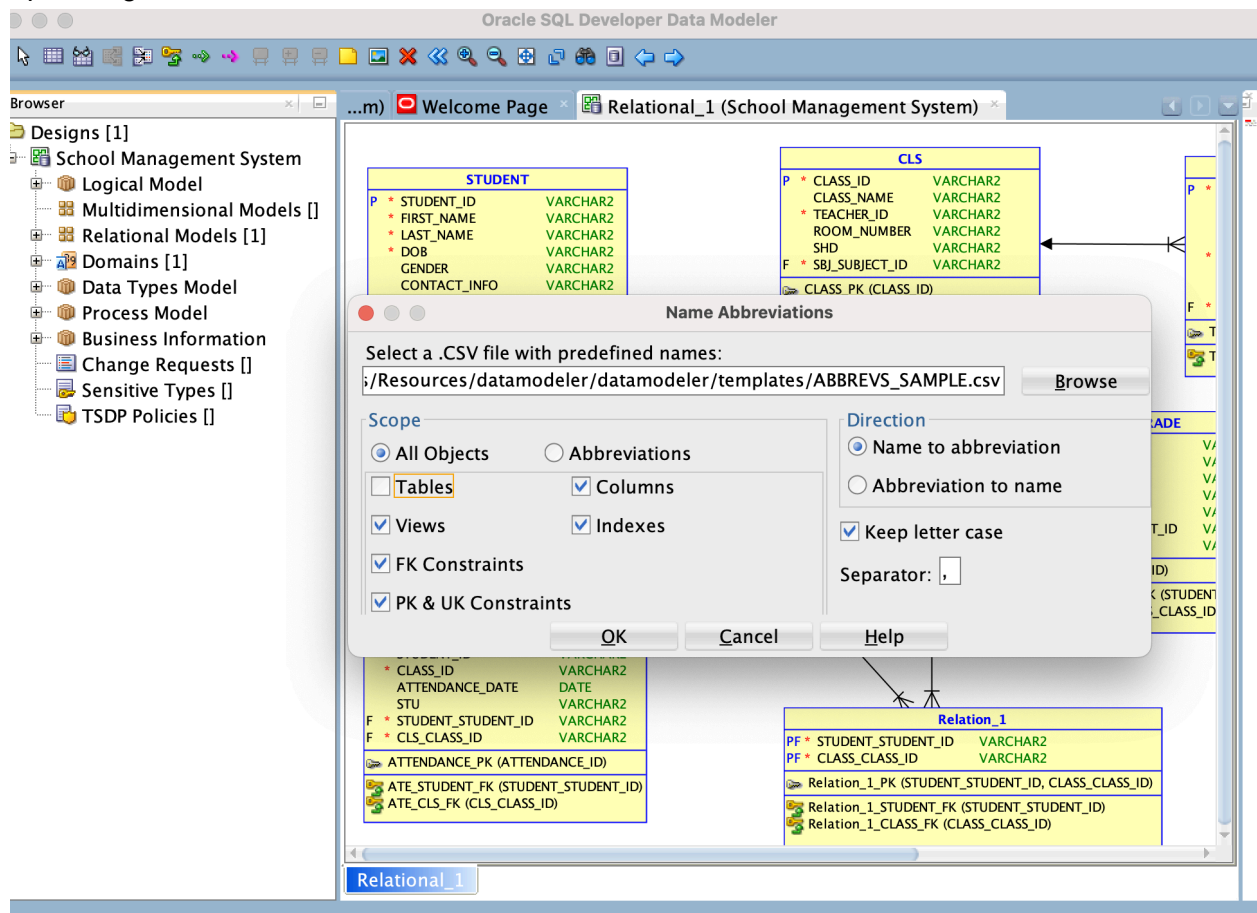 Oracle SQL Developer Data Modeler
Browser
Designs [1]
School Management System
Logical Model
Multidimensional Models []
Relational Models [1]
Domains [1]
Data Types Model
Process Model
Business Information
Change Requests []
Sensitive Types []
TSDP Policies []
...m) Welcome Page Relational_1 (School Management System)
STUDENT
P * STUDENT_ID VARCHAR2
* FIRST_NAME VARCHAR2
* LAST_NAME VARCHAR2
* DOB VARCHAR2
GENDER VARCHAR2
CONTACT_INFO VARCHAR2
CLS
P * CLASS_ID VARCHAR2
CLASS_NAME VARCHAR2
* TEACHER_ID VARCHAR2
ROOM_NUMBER VARCHAR2
SHD VARCHAR2
F * SBJ_SUBJECT_ID VARCHAR2
CLASS_PK (CLASS_ID)
P *
*
F *
Name Abbreviations
Select a .CSV file with predefined names:
/Resources/datamodeler/datamodeler/templates/ABBREVS_SAMPLE.csv Browse
Scope
All Objects Abbreviations
Tables Columns
Views Indexes
FK Constraints
PK & UK Constraints
Direction
Name to abbreviation
Abbreviation to name
Keep letter case
Separator: ,
OK Cancel Help
* CLASS_ID VARCHAR2
ATTENDANCE_DATE DATE
STU VARCHAR2
F * STUDENT_STUDENT_ID VARCHAR2
F * CLS_CLASS_ID VARCHAR2
ATTENDANCE_PK (ATTENDANCE_ID)
ATE_STUDENT_FK (STUDENT_STUDENT_ID)
ATE_CLS_FK (CLS_CLASS_ID)
Relation_1
PF * STUDENT_STUDENT_ID VARCHAR2
PF * CLASS_CLASS_ID VARCHAR2
Relation_1_PK (STUDENT_STUDENT_ID, CLASS_CLASS_ID)
Relation_1_STUDENT_FK (STUDENT_STUDENT_ID)
Relation_1_CLASS_FK (CLASS_CLASS_ID)
Relational_1